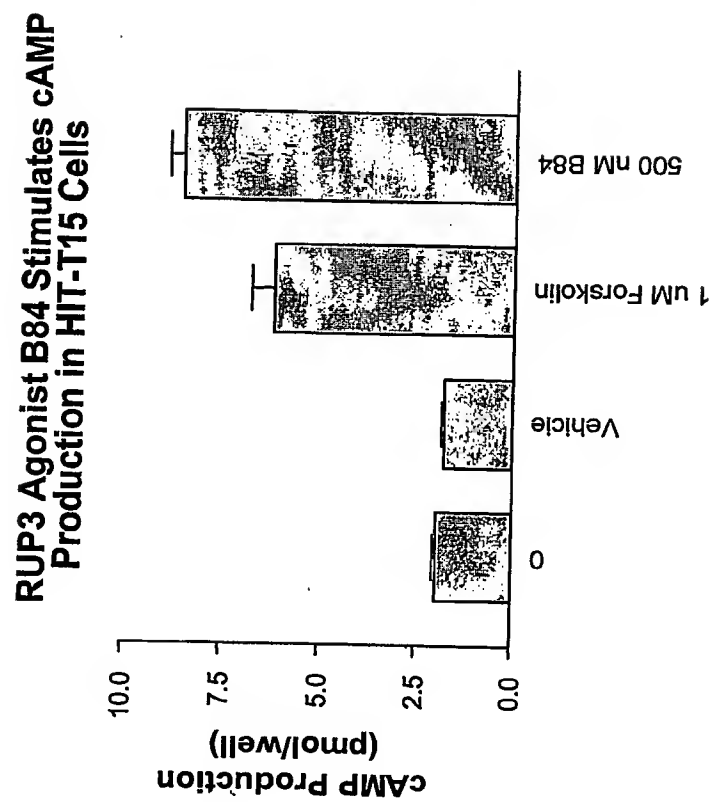 RUP3 Agonist B84 Stimulates cAMP
Production in HIT-T15 Cells
cAMP Production
(pmol/well)
10.0
7.5
5.0
2.5
0.0
0
Vehicle
1 uM Forskolin
500 nM B84